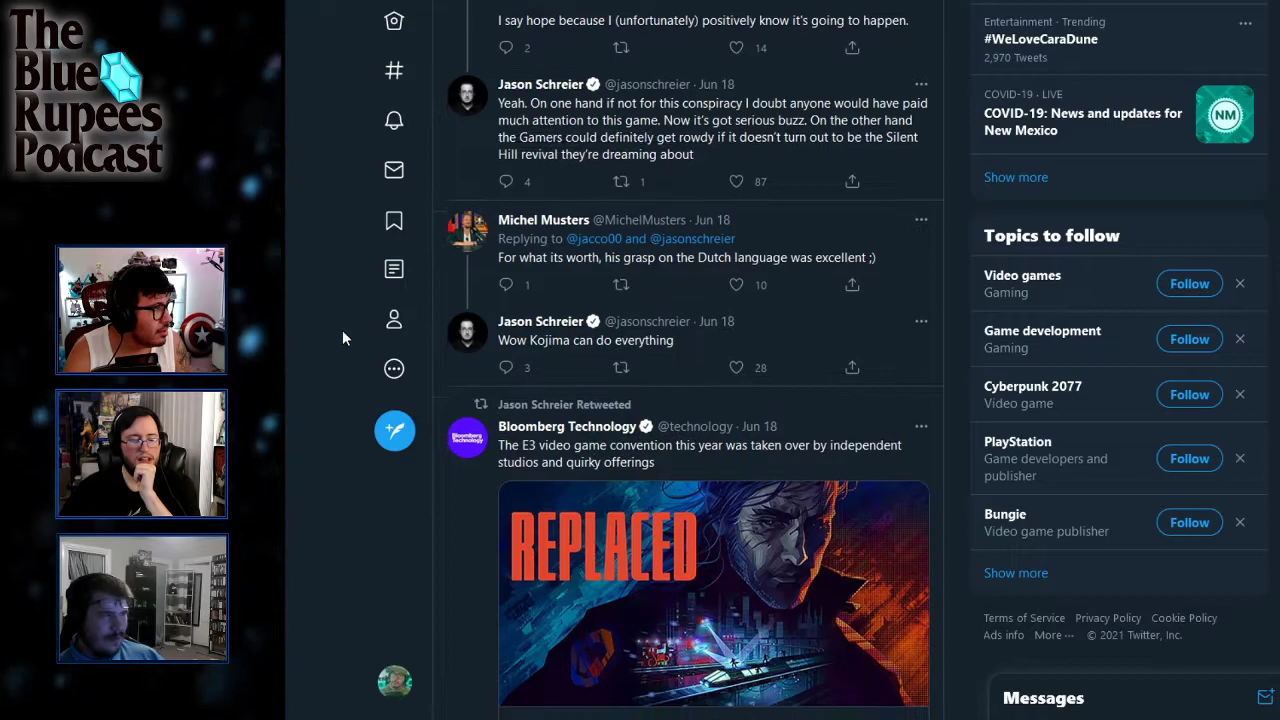 The
Blue
Rupees
Podcast
I say hope because I (unfortunately) positively know it's going to happen.
2 14
Jason Schreier @jasonschreier · Jun 18
Yeah. On one hand if not for this conspiracy I doubt anyone would have paid
much attention to this game. Now it's got serious buzz. On the other hand
the Gamers could definitely get rowdy if it doesn't turn out to be the Silent
Hill revival they're dreaming about
4 1 87
Michel Musters @MichelMusters · Jun 18
Replying to @jacco00 and @jasonschreier
For what its worth, his grasp on the Dutch language was excellent ;)
1 10
Jason Schreier @jasonschreier · Jun 18
Wow Kojima can do everything
3 28
Jason Schreier Retweeted
Bloomberg Technology @technology · Jun 18
Bloomberg
Technology
The E3 video game convention this year was taken over by independent
studios and quirky offerings
REPLACED
Entertainment · Trending
#WeLoveCaraDune
2,970 Tweets
COVID-19 · LIVE
COVID-19: News and updates for
New Mexico
NM
Show more
Topics to follow
Video games
Gaming
Follow
Game development
Gaming
Follow
Cyberpunk 2077
Video game
Follow
PlayStation
Game developers and
publisher
Follow
Bungie
Video game publisher
Follow
Show more
Terms of Service Privacy Policy Cookie Policy
Ads info More ··· © 2021 Twitter, Inc.
Messages